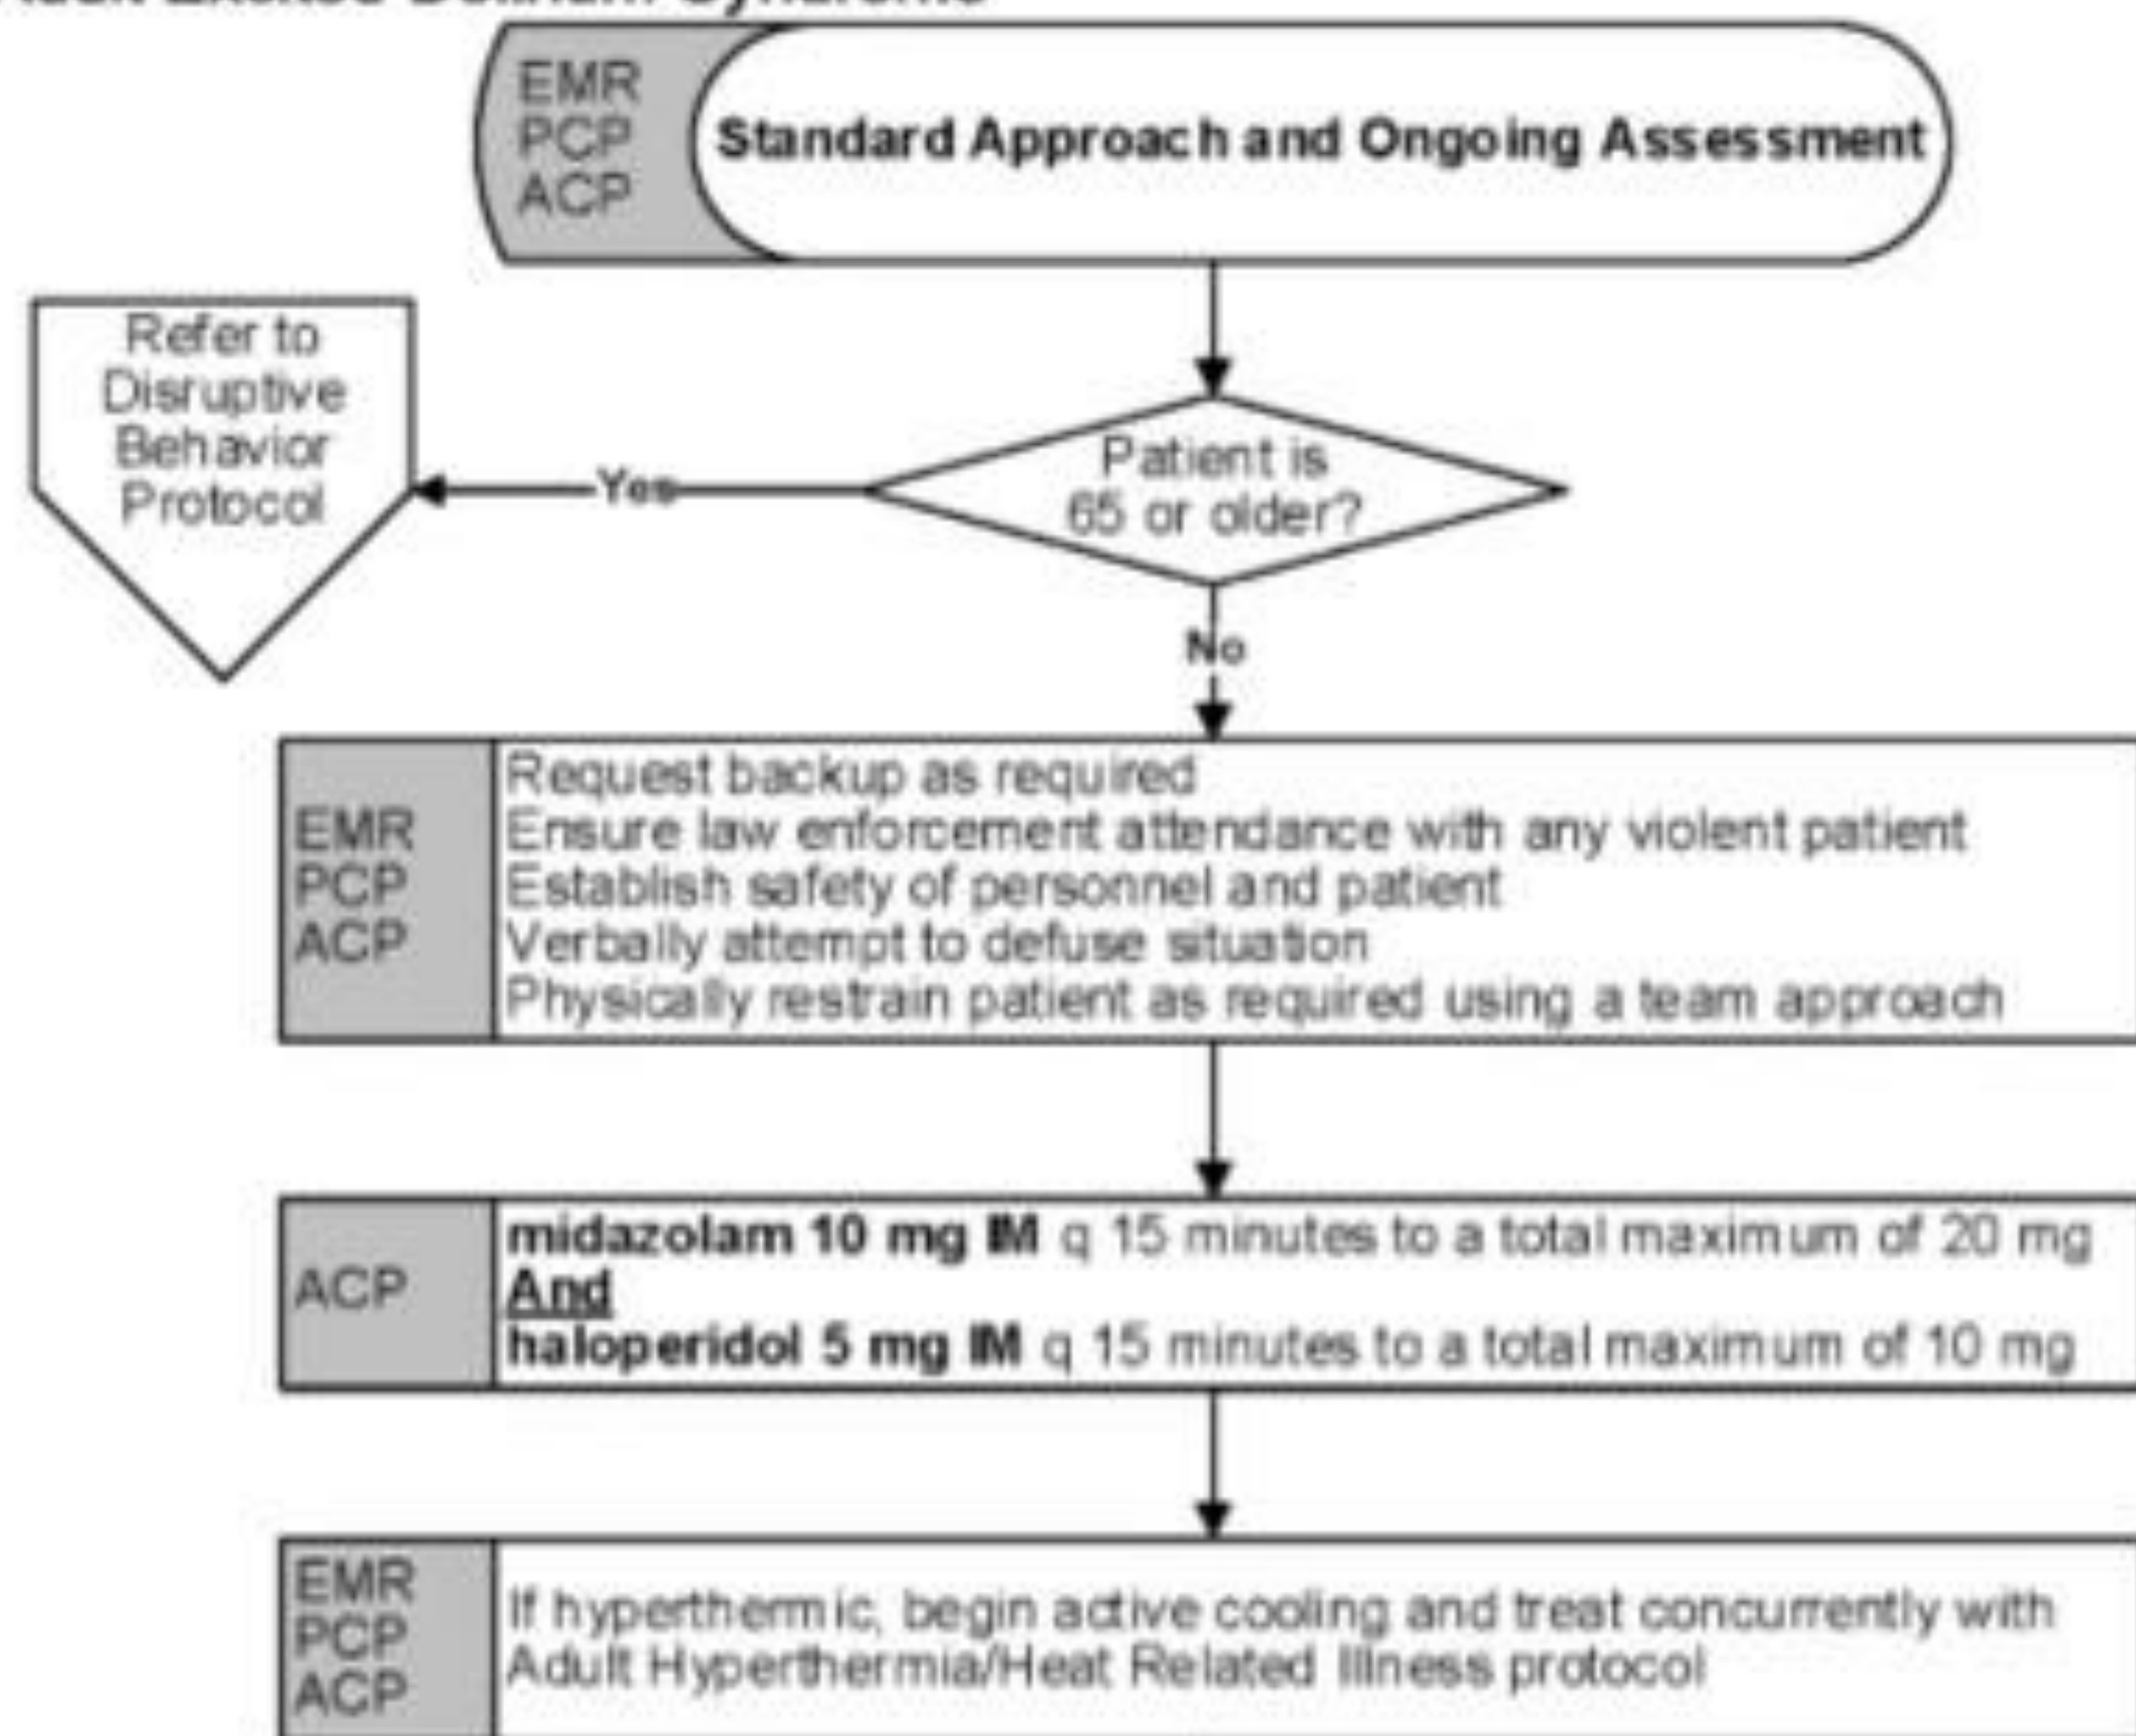 EMR
PCP
ACP
Standard Approach and Ongoing Assessment
Refer to
Disruptive
Behavior
Protocol
Yes
Patient is
65 or older?
No
EMR
PCP
ACP
Request backup as required
Ensure law enforcement attendance with any violent patient
Establish safety of personnel and patient
Verbally attempt to defuse situation
Physically restrain patient as required using a team approach
ACP
midazolam 10 mg IM q 15 minutes to a total maximum of 20 mg
And
haloperidol 5 mg IM q 15 minutes to a total maximum of 10 mg
EMR
PCP
ACP
If hyperthermic, begin active cooling and treat concurrently with
Adult Hyperthermia/Heat Related Illness protocol